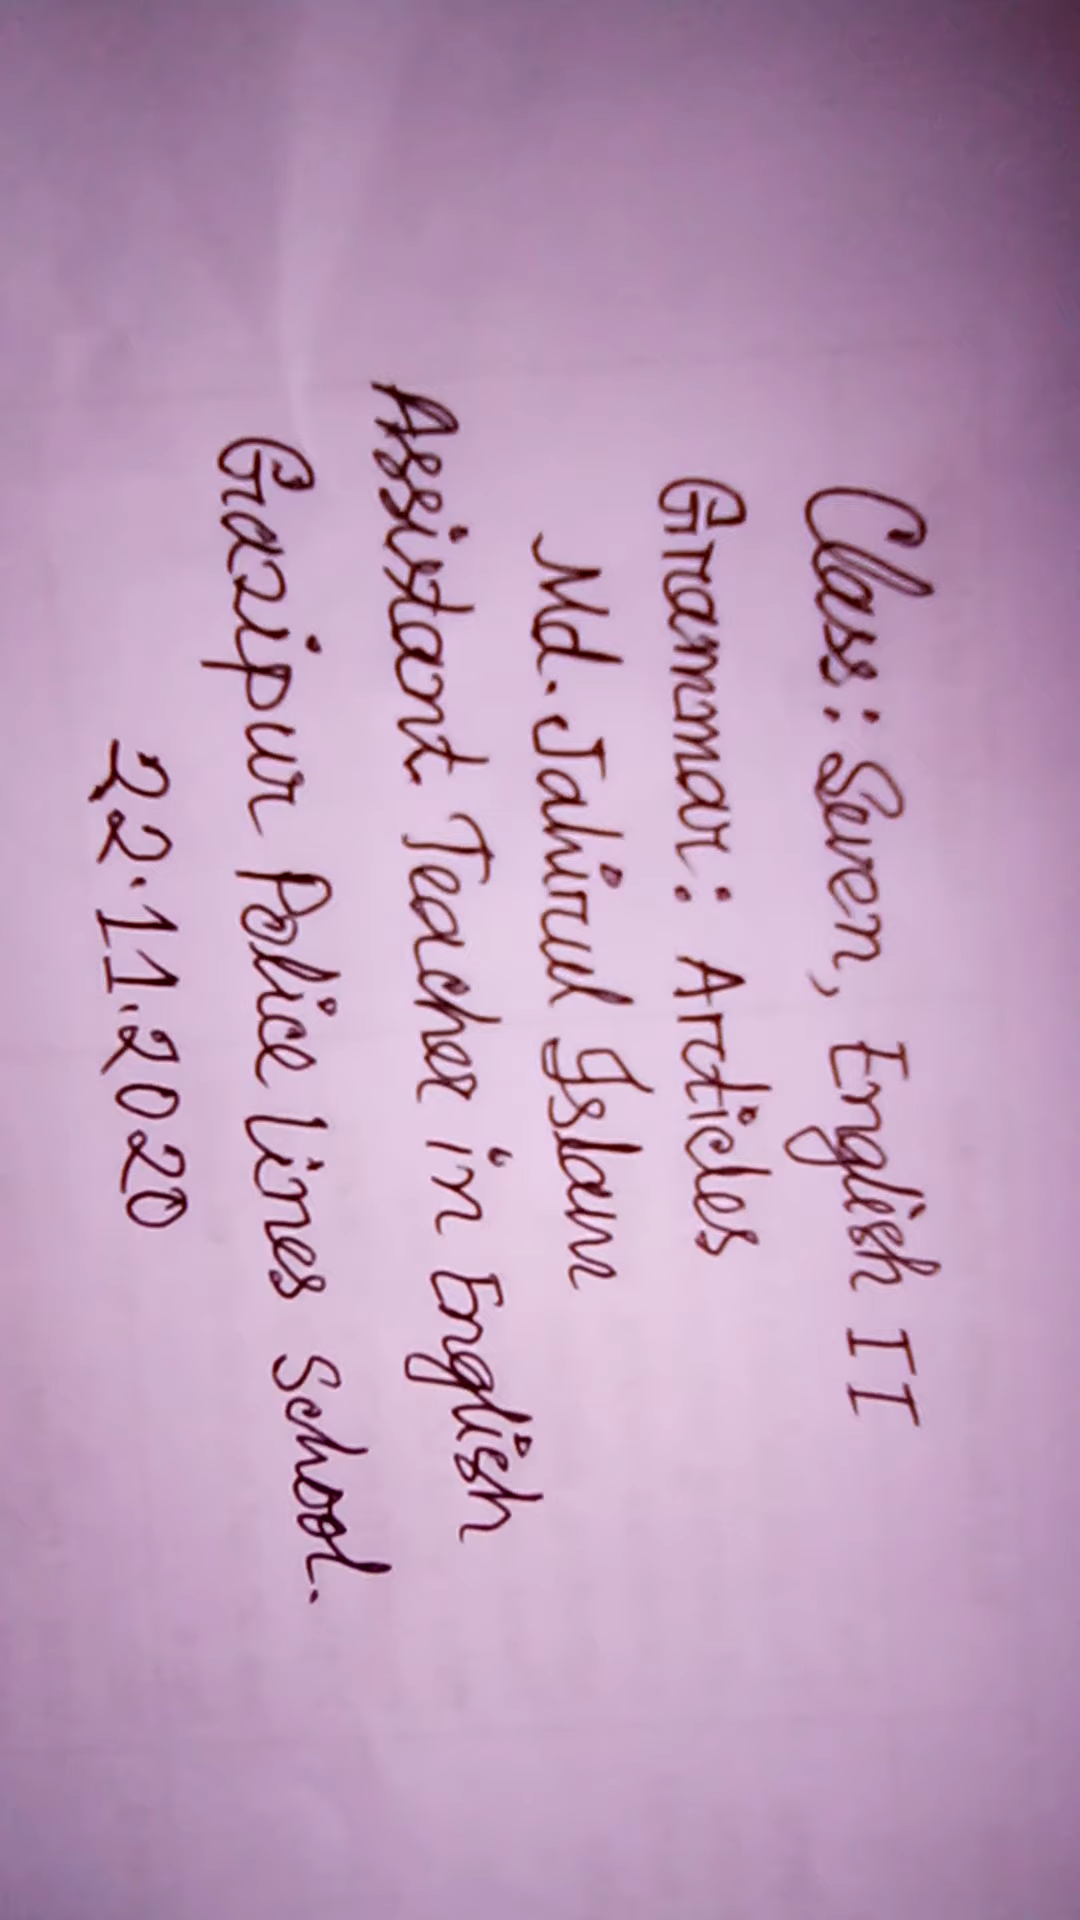 Class: Seven, English II
Grammar: Articles
Md. Jahirul Islam
Assistant Teacher in English
Gazipur Police Lines School.
22.11.2020